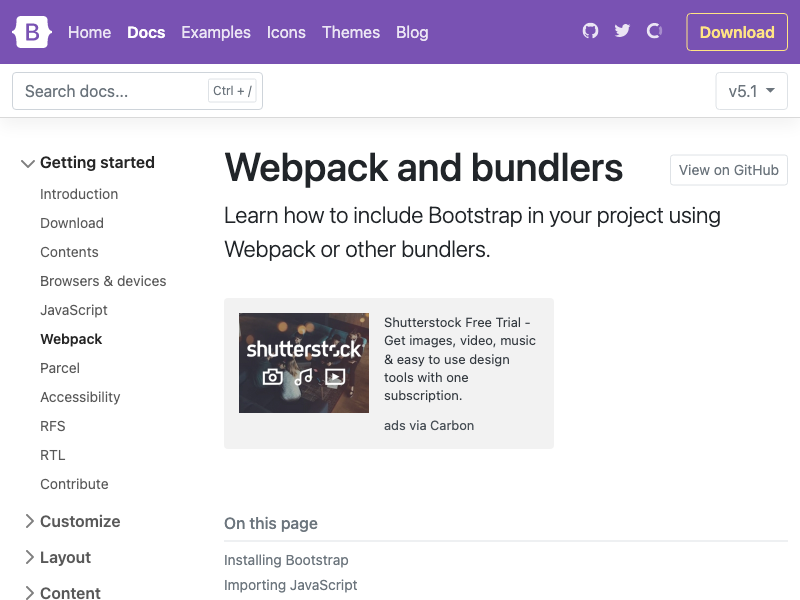 B Home Docs Examples Icons Themes Blog Download
Search docs... Ctrl + / v5.1
Getting started
Introduction
Download
Contents
Browsers & devices
JavaScript
Webpack
Parcel
Accessibility
RFS
RTL
Contribute
Customize
Layout
Content
Webpack and bundlers
View on GitHub
Learn how to include Bootstrap in your project using
Webpack or other bundlers.
shutterstock
Shutterstock Free Trial -
Get images, video, music
& easy to use design
tools with one
subscription.
ads via Carbon
On this page
Installing Bootstrap
Importing JavaScript